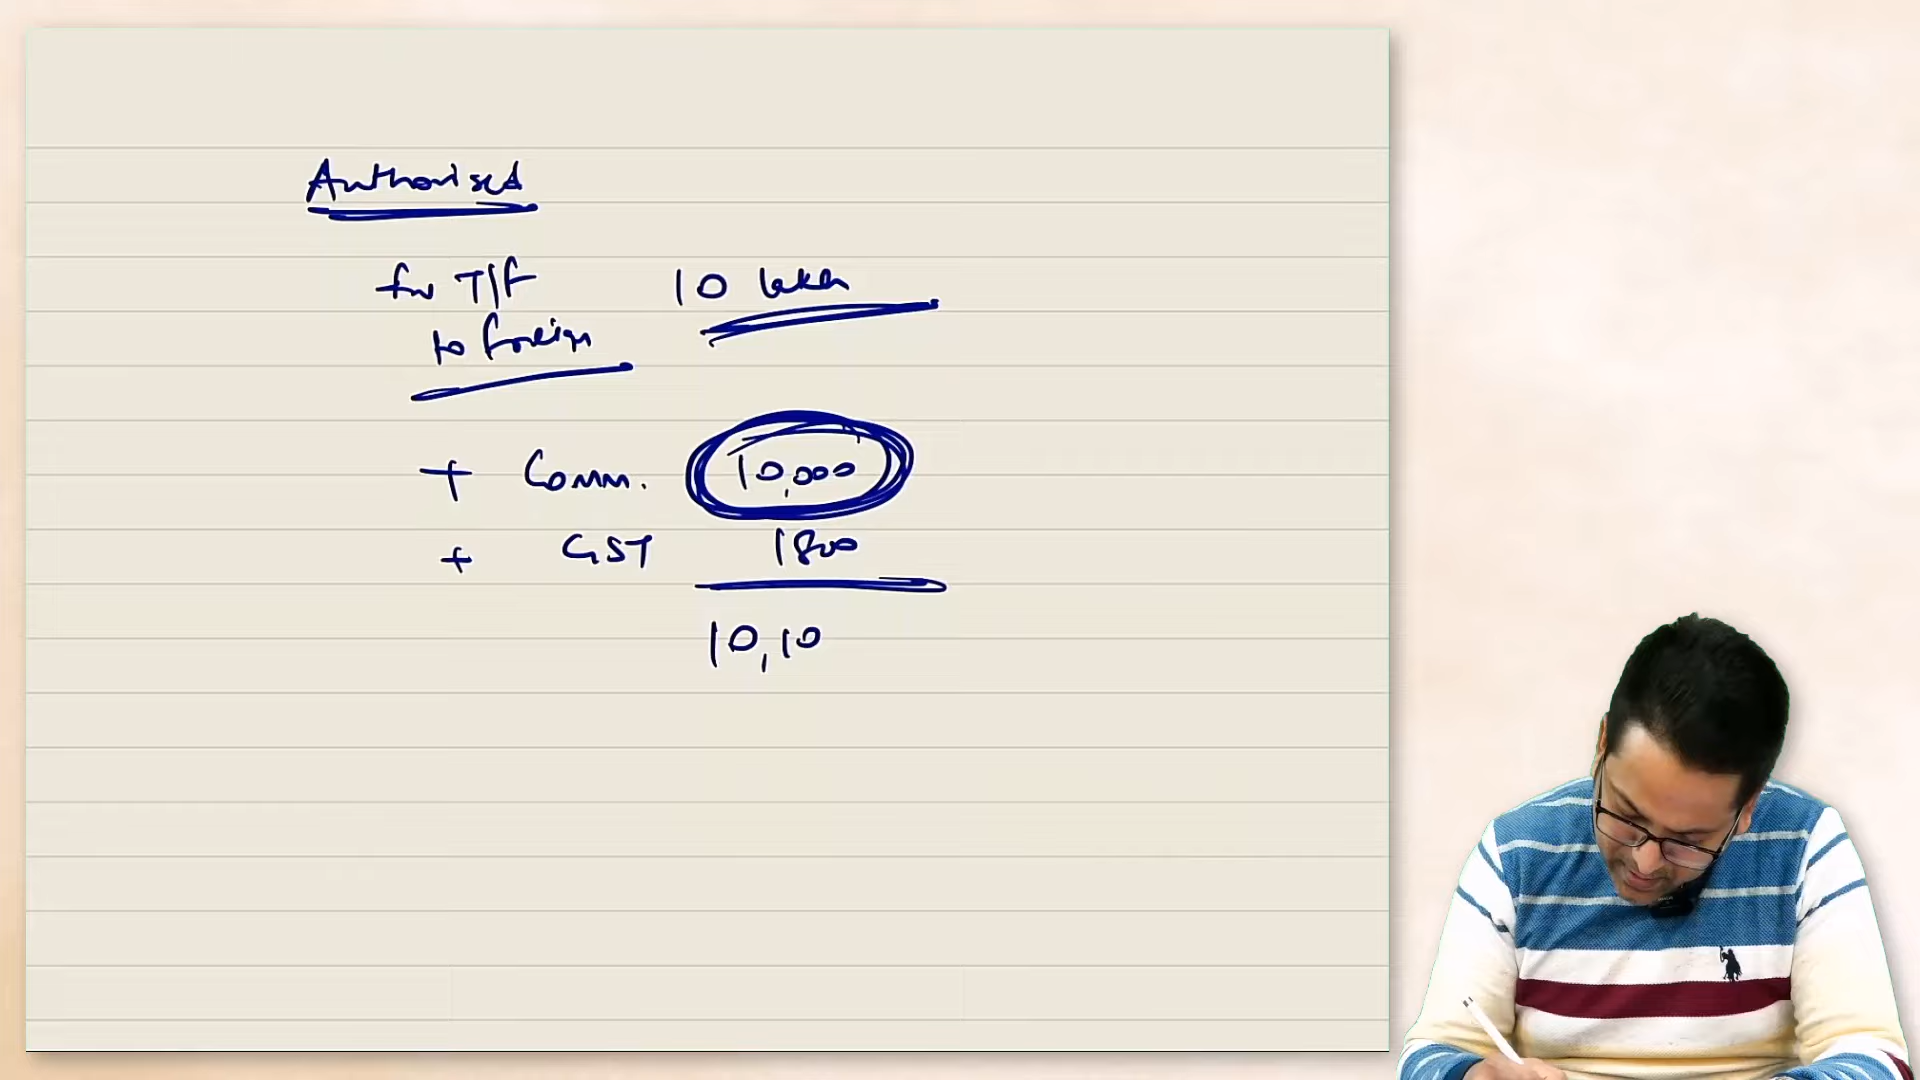 Authorised
for T/F 10 lakh
to foreign
+ Comm. 10,000
+ GST 1800
10,10